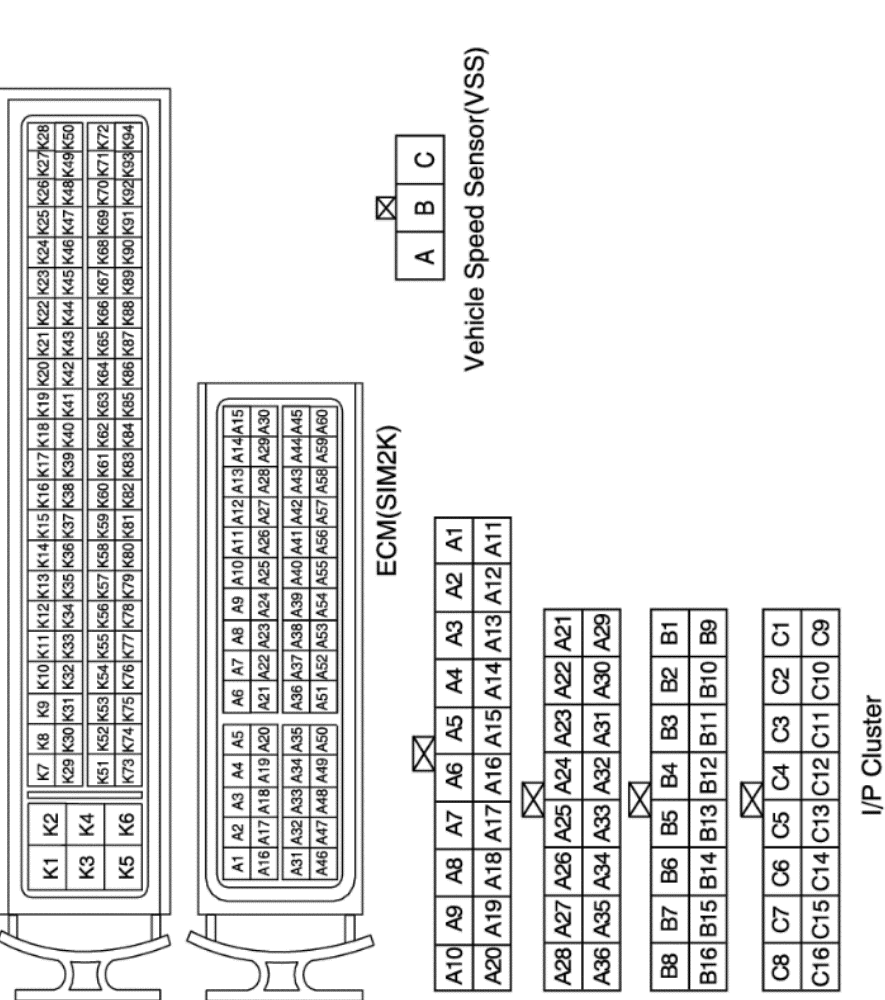 K1 K2 K7 K8 K9 K10 K11 K12 K13 K14 K15 K16 K17 K18 K19 K20 K21 K22 K23 K24 K25 K26 K27 K28
K29 K30 K31 K32 K33 K34 K35 K36 K37 K38 K39 K40 K41 K42 K43 K44 K45 K46 K47 K48 K49 K50
K3 K4 K51 K52 K53 K54 K55 K56 K57 K58 K59 K60 K61 K62 K63 K64 K65 K66 K67 K68 K69 K70 K71 K72
K5 K6 K73 K74 K75 K76 K77 K78 K79 K80 K81 K82 K83 K84 K85 K86 K87 K88 K89 K90 K91 K92 K93 K94
A1 A2 A3 A4 A5 A6 A7 A8 A9 A10 A11 A12 A13 A14 A15
A16 A17 A18 A19 A20 A21 A22 A23 A24 A25 A26 A27 A28 A29 A30
A31 A32 A33 A34 A35 A36 A37 A38 A39 A40 A41 A42 A43 A44 A45
A46 A47 A48 A49 A50 A51 A52 A53 A54 A55 A56 A57 A58 A59 A60
ECM(SIM2K)
A B C
Vehicle Speed Sensor(VSS)
A10 A9 A8 A7 A6 A5 A4 A3 A2 A1
A20 A19 A18 A17 A16 A15 A14 A13 A12 A11
A28 A27 A26 A25 A24 A23 A22 A21
A36 A35 A34 A33 A32 A31 A30 A29
B8 B7 B6 B5 B4 B3 B2 B1
B16 B15 B14 B13 B12 B11 B10 B9
C8 C7 C6 C5 C4 C3 C2 C1
C16 C15 C14 C13 C12 C11 C10 C9
I/P Cluster